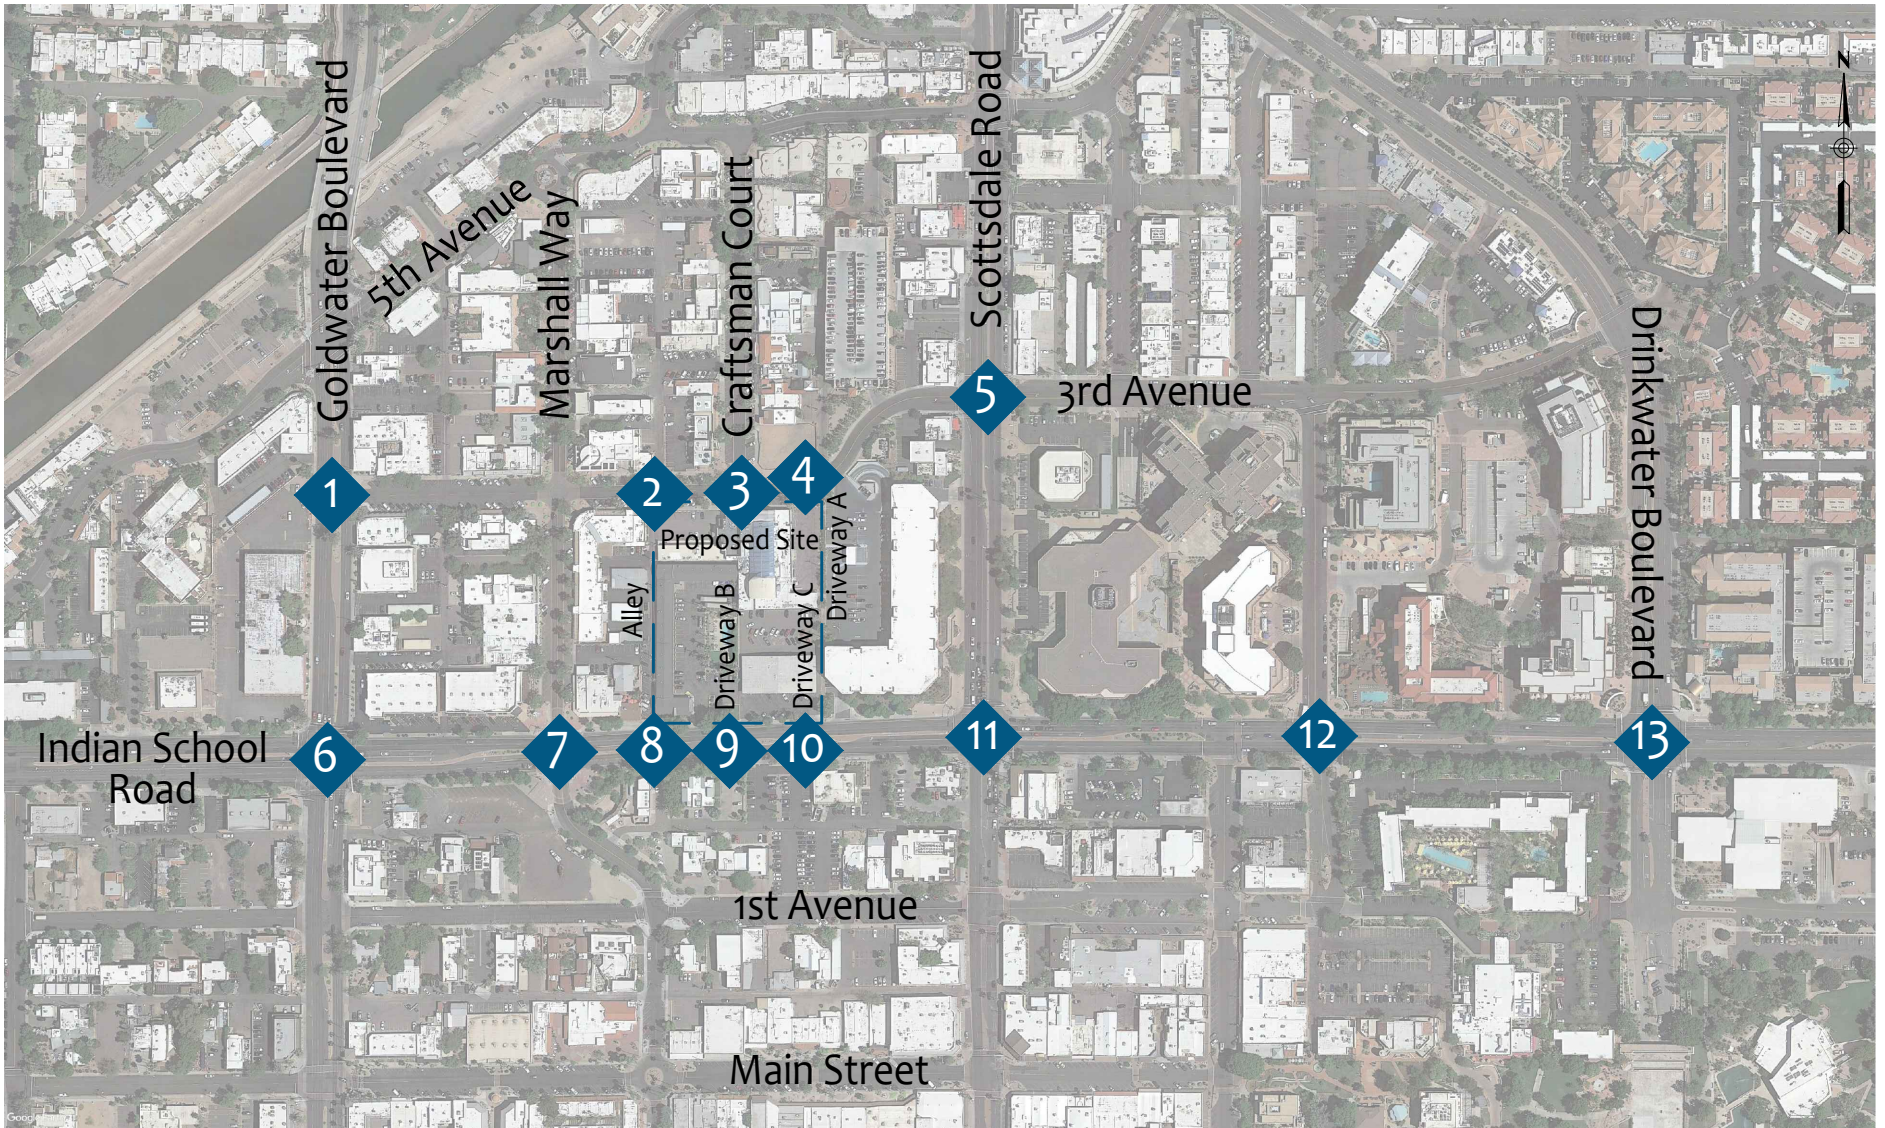 N
Goldwater Boulevard
5th Avenue
Marshall Way
Craftsman Court
Scottsdale Road
Drinkwater Boulevard
5
3rd Avenue
1
2
3
4
Proposed Site
Alley
Driveway B
Driveway C
Driveway A
Indian School
Road
6
7
8
9
10
11
12
13
1st Avenue
Main Street
Google